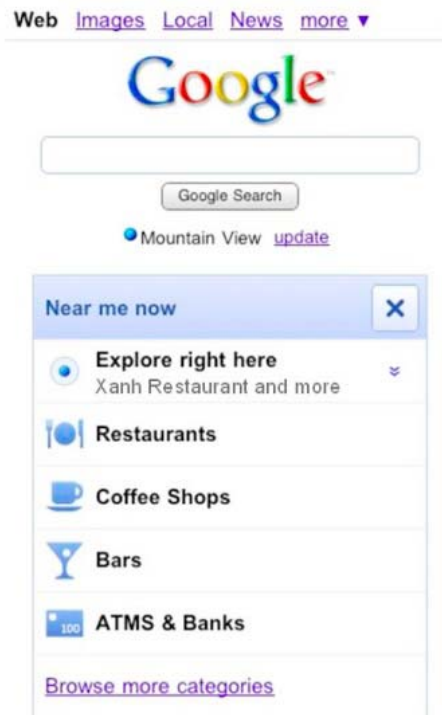 Web Images Local News more ▼
Google™
Google Search
Mountain View update
Near me now
Explore right here
Xanh Restaurant and more
Restaurants
Coffee Shops
Bars
100 ATMS & Banks
Browse more categories